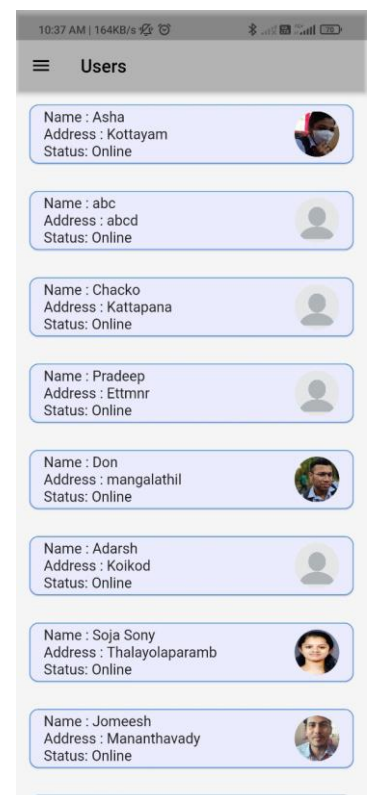 10:37 AM | 164KB/s
70
Users
Name : Asha
Address : Kottayam
Status: Online
Name : abc
Address : abcd
Status: Online
Name : Chacko
Address : Kattapana
Status: Online
Name : Pradeep
Address : Ettmnr
Status: Online
Name : Don
Address : mangalathil
Status: Online
Name : Adarsh
Address : Koikod
Status: Online
Name : Soja Sony
Address : Thalayolaparamb
Status: Online
Name : Jomeesh
Address : Mananthavady
Status: Online